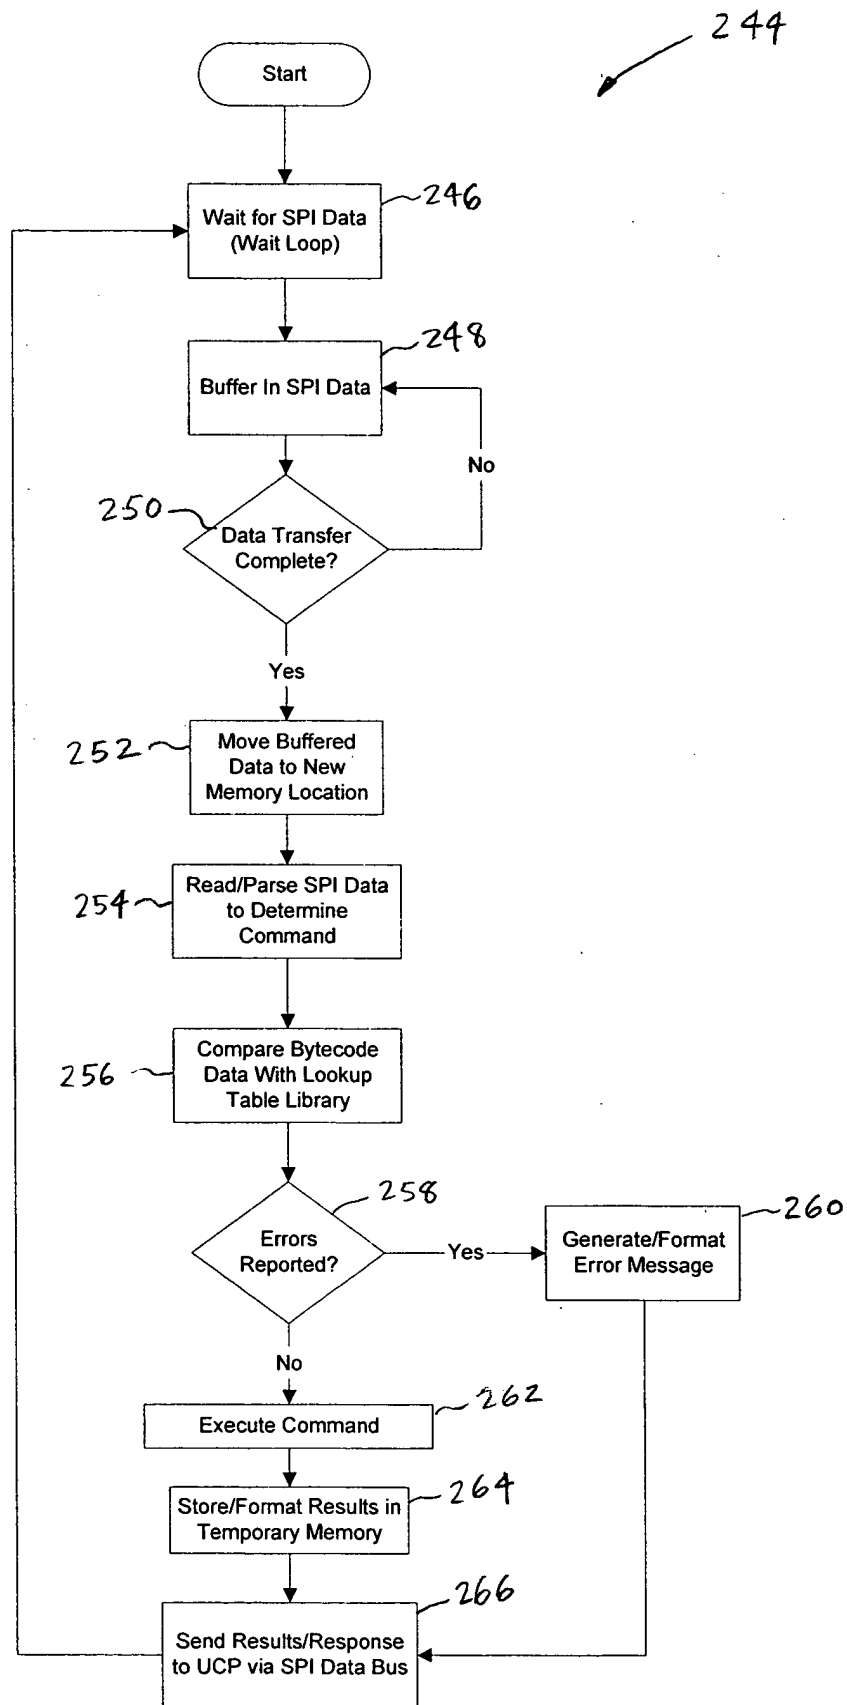 244
Start
246
Wait for SPI Data
(Wait Loop)
248
Buffer In SPI Data
No
250
Data Transfer
Complete?
Yes
252
Move Buffered
Data to New
Memory Location
254
Read/Parse SPI Data
to Determine
Command
256
Compare Bytecode
Data With Lookup
Table Library
258
Errors
Reported?
Yes
260
Generate/Format
Error Message
No
262
Execute Command
264
Store/Format Results in
Temporary Memory
266
Send Results/Response
to UCP via SPI Data Bus